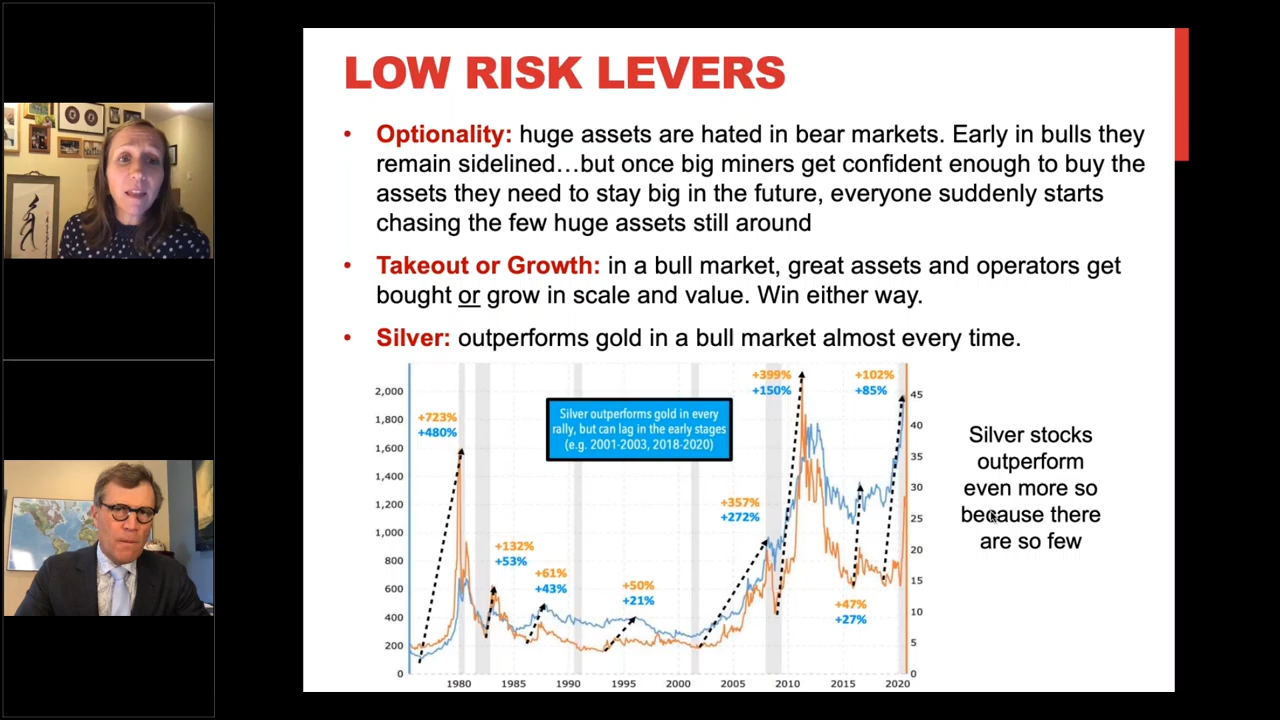 LOW RISK LEVERS
• Optionality: huge assets are hated in bear markets. Early in bulls they
remain sidelined…but once big miners get confident enough to buy the
assets they need to stay big in the future, everyone suddenly starts
chasing the few huge assets still around
• Takeout or Growth: in a bull market, great assets and operators get
bought or grow in scale and value. Win either way.
• Silver: outperforms gold in a bull market almost every time.
2,000
1,800
1,600
1,400
1,200
1,000
800
600
400
200
0
+723%
+480%
+132%
+53%
+61%
+43%
Silver outperforms gold in every
rally, but can lag in the early stages
(e.g. 2001-2003, 2018-2020)
+50%
+21%
+357%
+272%
+399%
+150%
+102%
+85%
+47%
+27%
45
40
35
30
25
20
15
10
5
0
1980 1985 1990 1995 2000 2005 2010 2015 2020
Silver stocks
outperform
even more so
because there
are so few